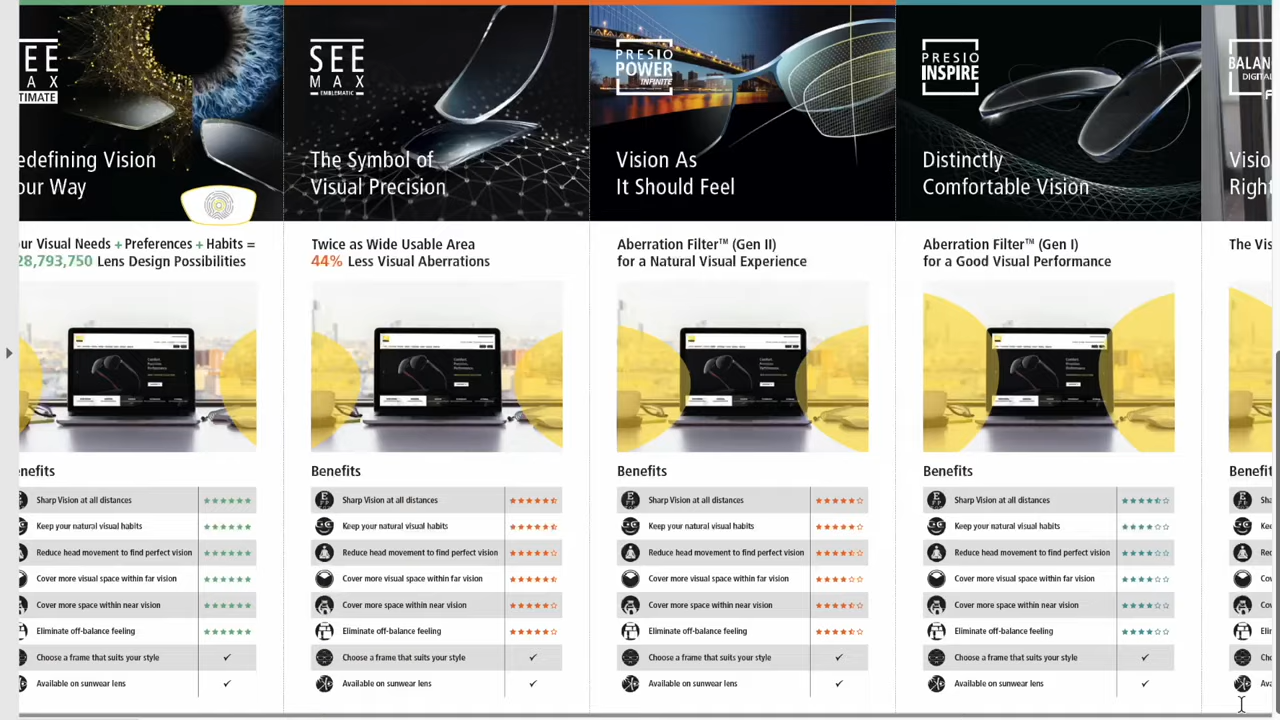 EE
MAX
TIMATE
edefining Vision
our Way
ur Visual Needs + Preferences + Habits =
28,793,750 Lens Design Possibilities
enefits
Sharp Vision at all distances
Keep your natural visual habits
Reduce head movement to find perfect vision
Cover more visual space within far vision
Cover more space within near vision
Eliminate off-balance feeling
Choose a frame that suits your style
Available on sunwear lens
SEE
MAX
EMBLEMATIC
The Symbol of
Visual Precision
Twice as Wide Usable Area
44% Less Visual Aberrations
Benefits
Sharp Vision at all distances
Keep your natural visual habits
Reduce head movement to find perfect vision
Cover more visual space within far vision
Cover more space within near vision
Eliminate off-balance feeling
Choose a frame that suits your style
Available on sunwear lens
PRESIO
POWER
INFINITE
Vision As
It Should Feel
Aberration Filter™ (Gen II)
for a Natural Visual Experience
Benefits
Sharp Vision at all distances
Keep your natural visual habits
Reduce head movement to find perfect vision
Cover more visual space within far vision
Cover more space within near vision
Eliminate off-balance feeling
Choose a frame that suits your style
Available on sunwear lens
PRESIO
INSPIRE
Distinctly
Comfortable Vision
Aberration Filter™ (Gen I)
for a Good Visual Performance
Benefits
Sharp Vision at all distances
Keep your natural visual habits
Reduce head movement to find perfect vision
Cover more visual space within far vision
Cover more space within near vision
Eliminate off-balance feeling
Choose a frame that suits your style
Available on sunwear lens
BALAN
DIGITAL
Visio
Right
The Vis
Benefit
Sha
Kee
Red
Cov
Cov
Elin
Cho
Ava